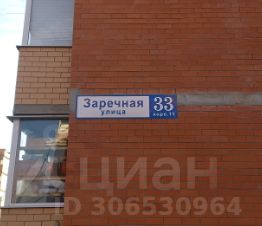 Заречная
улица
33
корп. 11
циан
ID 306530964